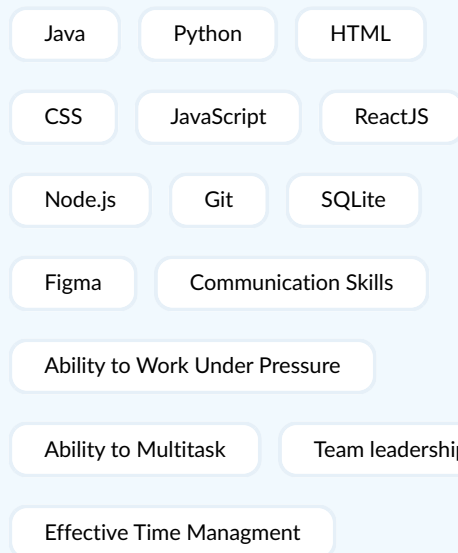 Java Python HTML
CSS JavaScript ReactJS
Node.js Git SQLite
Figma Communication Skills
Ability to Work Under Pressure
Ability to Multitask Team leadership
Effective Time Managment